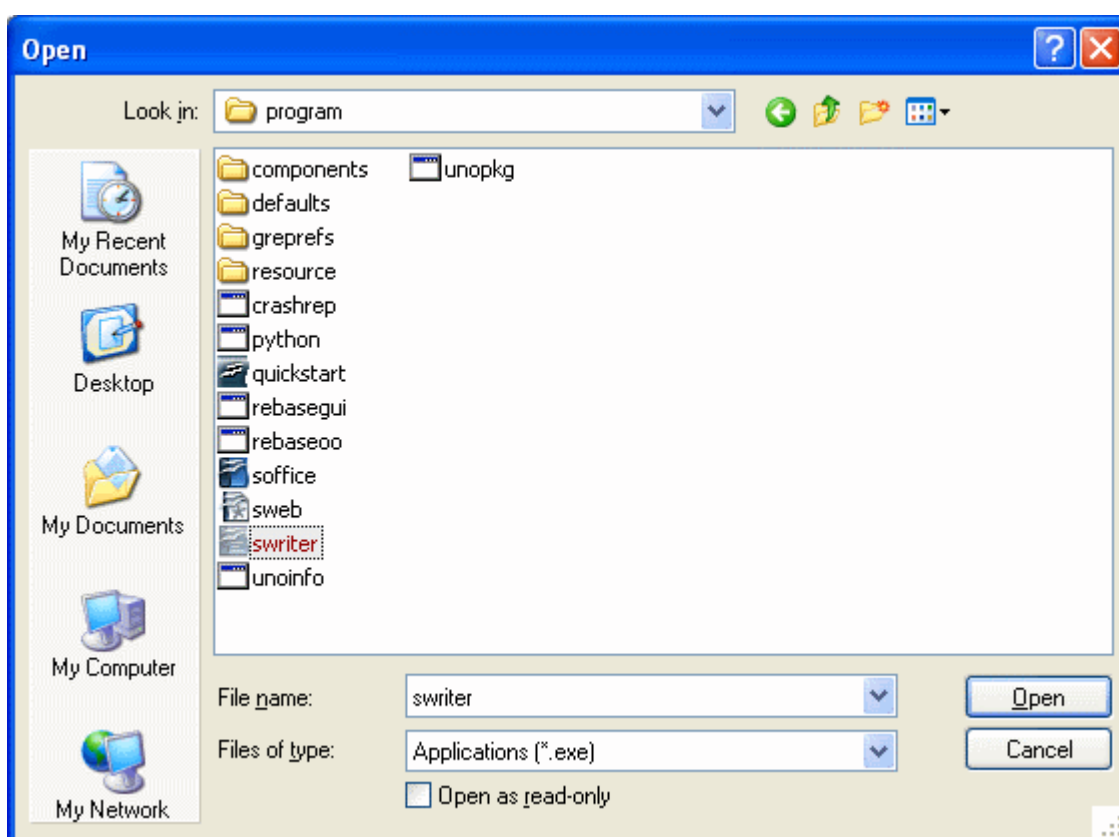 Open
Look in: program
components unopkg
defaults
greprefs
resource
crashrep
python
quickstart
rebasegui
rebaseoo
soffice
sweb
swriter
unoinfo
My Recent
Documents
Desktop
My Documents
My Computer
My Network
File name: swriter Open
Files of type: Applications (*.exe) Cancel
Open as read-only